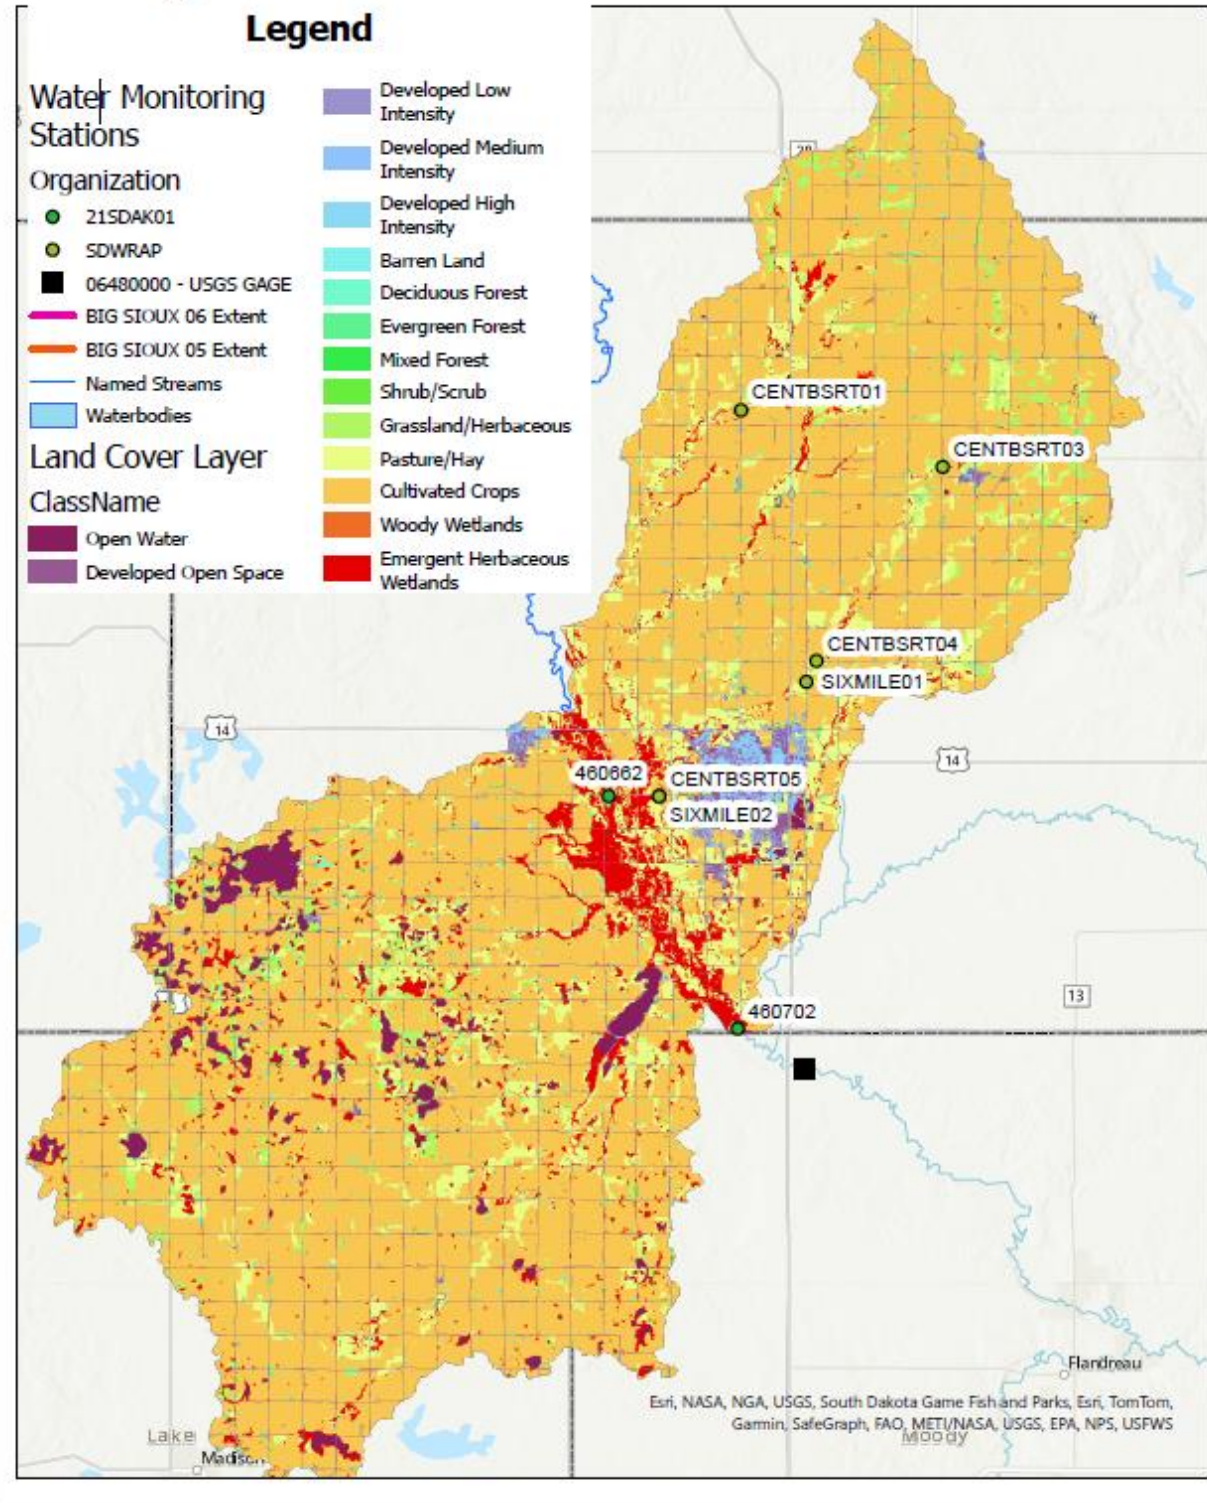 Legend
Water Monitoring
Stations
Organization
21SDAK01
SDWRAP
06480000 - USGS GAGE
BIG SIOUX 06 Extent
BIG SIOUX 05 Extent
Named Streams
Waterbodies
Land Cover Layer
ClassName
Open Water
Developed Open Space
Developed Low
Intensity
Developed Medium
Intensity
Developed High
Intensity
Barren Land
Deciduous Forest
Evergreen Forest
Mixed Forest
Shrub/Scrub
Grassland/Herbaceous
Pasture/Hay
Cultivated Crops
Woody Wetlands
Emergent Herbaceous
Wetlands
CENTBSRT01
CENTBSRT03
CENTBSRT04
SIXMILE01
14
14
460662
CENTBSRT05
SIXMILE02
13
460702
Flandreau
Esri, NASA, NGA, USGS, South Dakota Game Fish and Parks, Esri, TomTom,
Garmin, SafeGraph, FAO, METI/NASA, USGS, EPA, NPS, USFWS
Lake
Moody